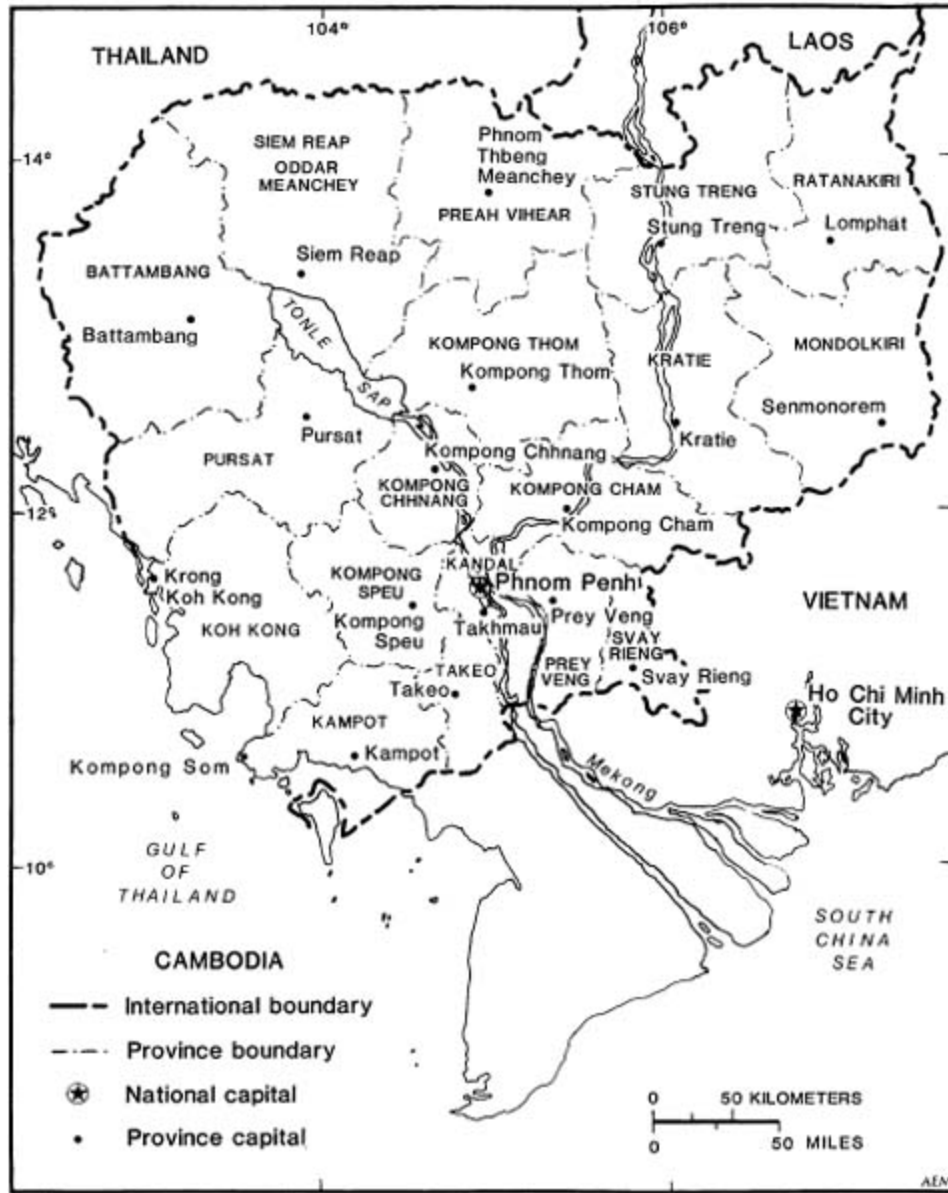 104°
106°
THAILAND
LAOS
14°
SIEM REAP
ODDAR
MEANCHEY
Phnom
Thbeng
Meanchey
PREAH VIHEAR
STUNG TRENG
Stung Treng
RATANAKIRI
Lomphat
Siem Reap
BATTAMBANG
Battambang
TONLE
SAP
KOMPONG THOM
Kompong Thom
KRATIE
Kratie
MONDOLKIRI
Senmonorem
Pursat
PURSAT
Kompong Chhnang
KOMPONG
CHHNANG
KOMPONG CHAM
Kompong Cham
12°
Krong
Koh Kong
KOH KONG
KOMPONG
SPEU
Kompong
Speu
KANDAL
Phnom Penh
Takhmau
Prey Veng
PREY
VENG
SVAY
RIENG
Svay Rieng
VIETNAM
TAKEO
Takeo
KAMPOT
Kampot
Kompong Som
Ho Chi Minh
City
Mekong
10°
GULF
OF
THAILAND
SOUTH
CHINA
SEA
CAMBODIA
International boundary
Province boundary
National capital
Province capital
0 50 KILOMETERS
0 50 MILES
AEM